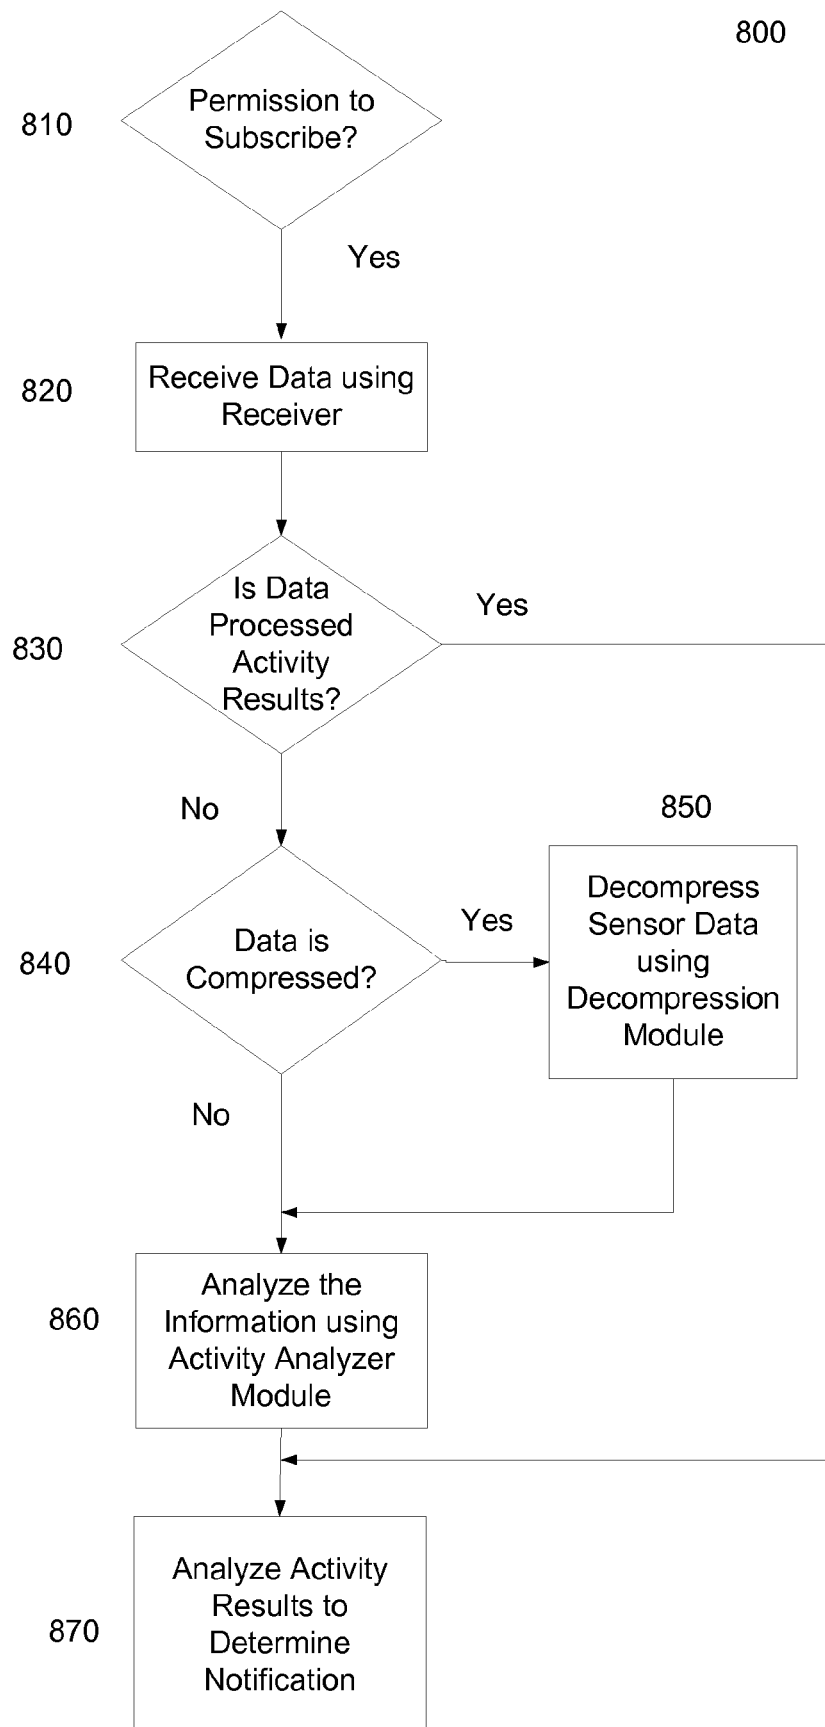 800
810
Permission to
Subscribe?
Yes
820
Receive Data using
Receiver
830
Is Data
Processed
Activity
Results?
Yes
No
850
840
Data is
Compressed?
Yes
Decompress
Sensor Data
using
Decompression
Module
No
860
Analyze the
Information using
Activity Analyzer
Module
870
Analyze Activity
Results to
Determine
Notification